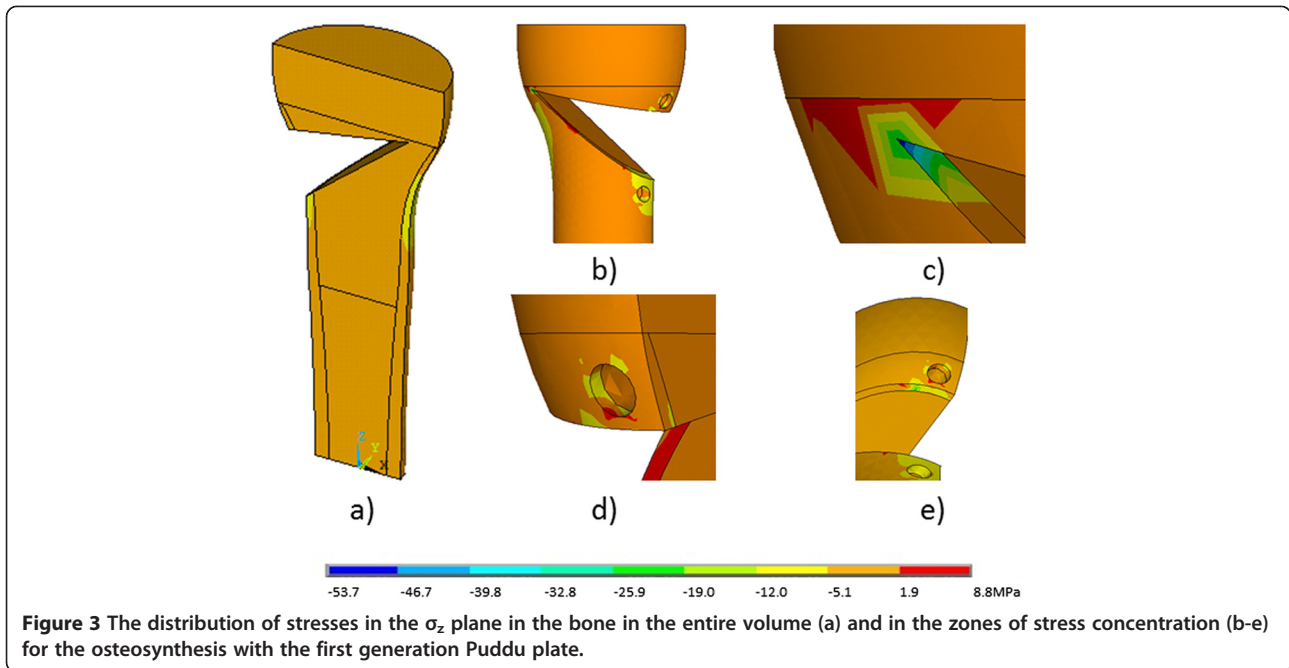 Z
Y
X
a)
b)
c)
d)
e)
-53.7 -46.7 -39.8 -32.8 -25.9 -19.0 -12.0 -5.1 1.9 8.8MPa
Figure 3 The distribution of stresses in the σz plane in the bone in the entire volume (a) and in the zones of stress concentration (b-e)
for the osteosynthesis with the first generation Puddu plate.